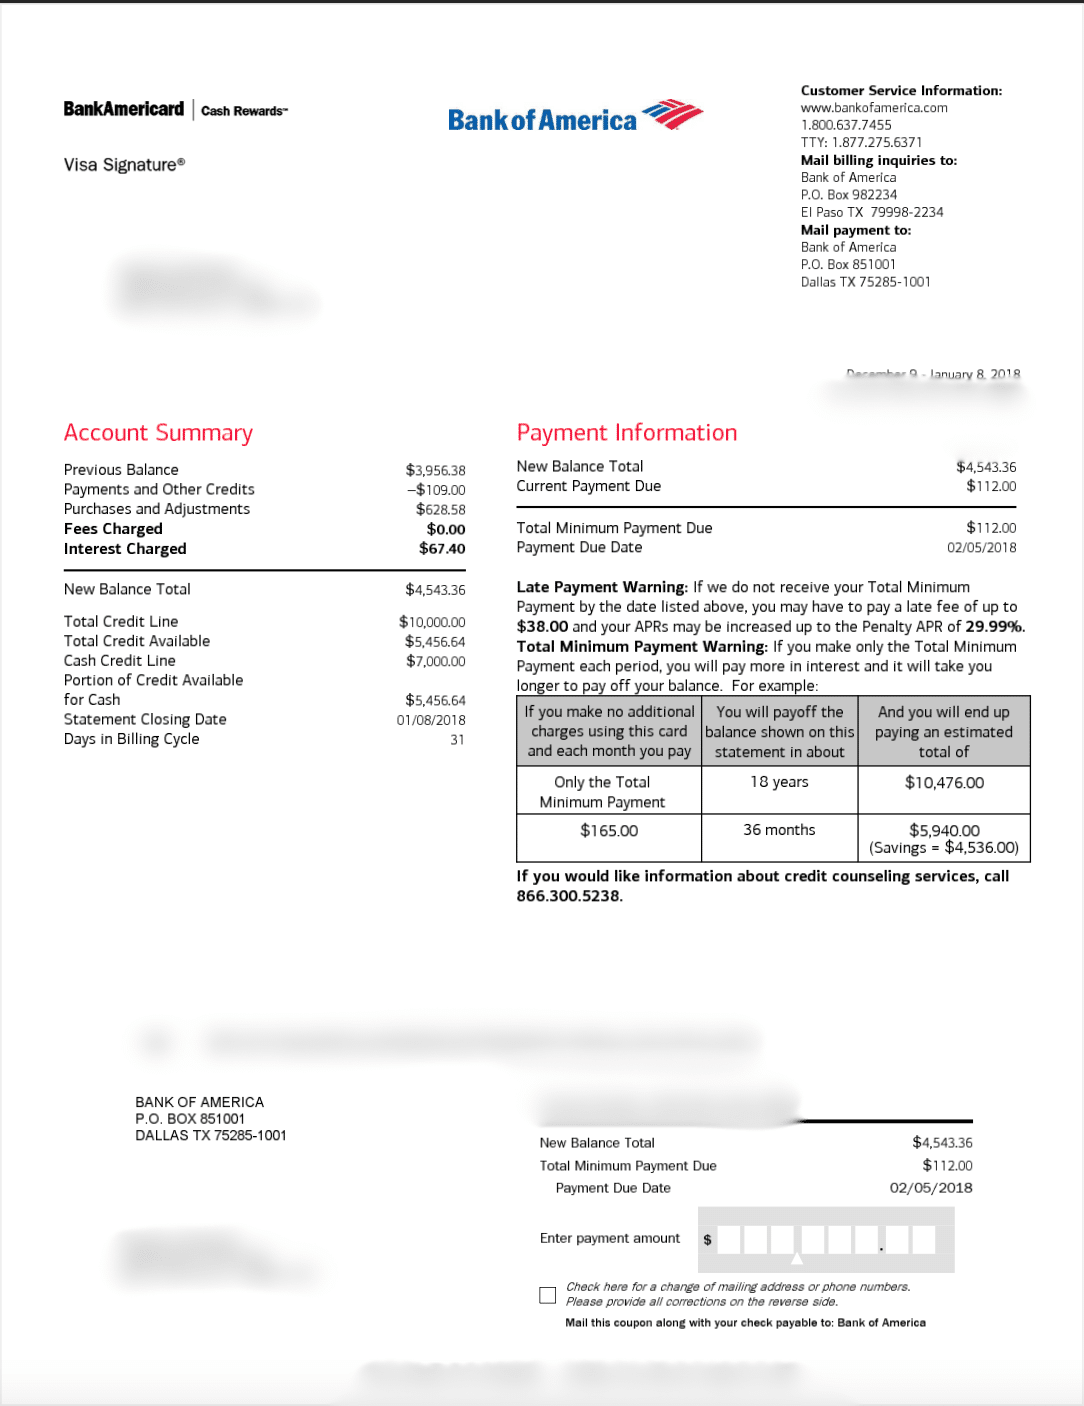 BankAmericard Cash Rewards℠
Visa Signature®
Bank of America
Customer Service Information:
www.bankofamerica.com
1.800.637.7455
TTY: 1.877.275.6371
Mail billing inquiries to:
Bank of America
P.O. Box 982234
El Paso TX  79998-2234
Mail payment to:
Bank of America
P.O. Box 851001
Dallas TX 75285-1001
December 9 - January 8, 2018
Account Summary
Previous Balance $3,956.38
Payments and Other Credits –$109.00
Purchases and Adjustments $628.58
Fees Charged $0.00
Interest Charged $67.40
New Balance Total $4,543.36
Total Credit Line $10,000.00
Total Credit Available $5,456.64
Cash Credit Line $7,000.00
Portion of Credit Available
for Cash $5,456.64
Statement Closing Date 01/08/2018
Days in Billing Cycle 31
Payment Information
New Balance Total $4,543.36
Current Payment Due $112.00
Total Minimum Payment Due $112.00
Payment Due Date 02/05/2018
Late Payment Warning: If we do not receive your Total Minimum
Payment by the date listed above, you may have to pay a late fee of up to
$38.00 and your APRs may be increased up to the Penalty APR of 29.99%.
Total Minimum Payment Warning: If you make only the Total Minimum
Payment each period, you will pay more in interest and it will take you
longer to pay off your balance.  For example:
If you make no additional You will payoff the And you will end up
charges using this card balance shown on this paying an estimated
and each month you pay statement in about total of
Only the Total 18 years $10,476.00
Minimum Payment
$165.00 36 months $5,940.00
(Savings = $4,536.00)
If you would like information about credit counseling services, call
866.300.5238.
BANK OF AMERICA
P.O. BOX 851001
DALLAS TX 75285-1001
New Balance Total $4,543.36
Total Minimum Payment Due $112.00
Payment Due Date 02/05/2018
Enter payment amount $ .
Check here for a change of mailing address or phone numbers.
Please provide all corrections on the reverse side.
Mail this coupon along with your check payable to: Bank of America